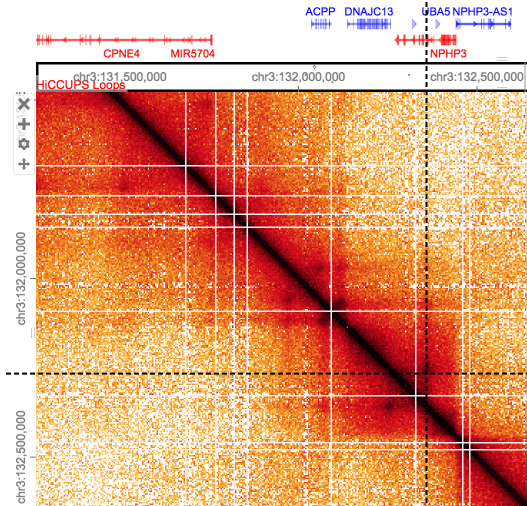 ACPP DNAJC13 UBA5 NPHP3-AS1
CPNE4 MIR5704 NPHP3
chr3:131,500,000 chr3:132,000,000 chr3:132,500,000
HiCCUPS Loops
chr3:132,000,000
chr3:132,500,000